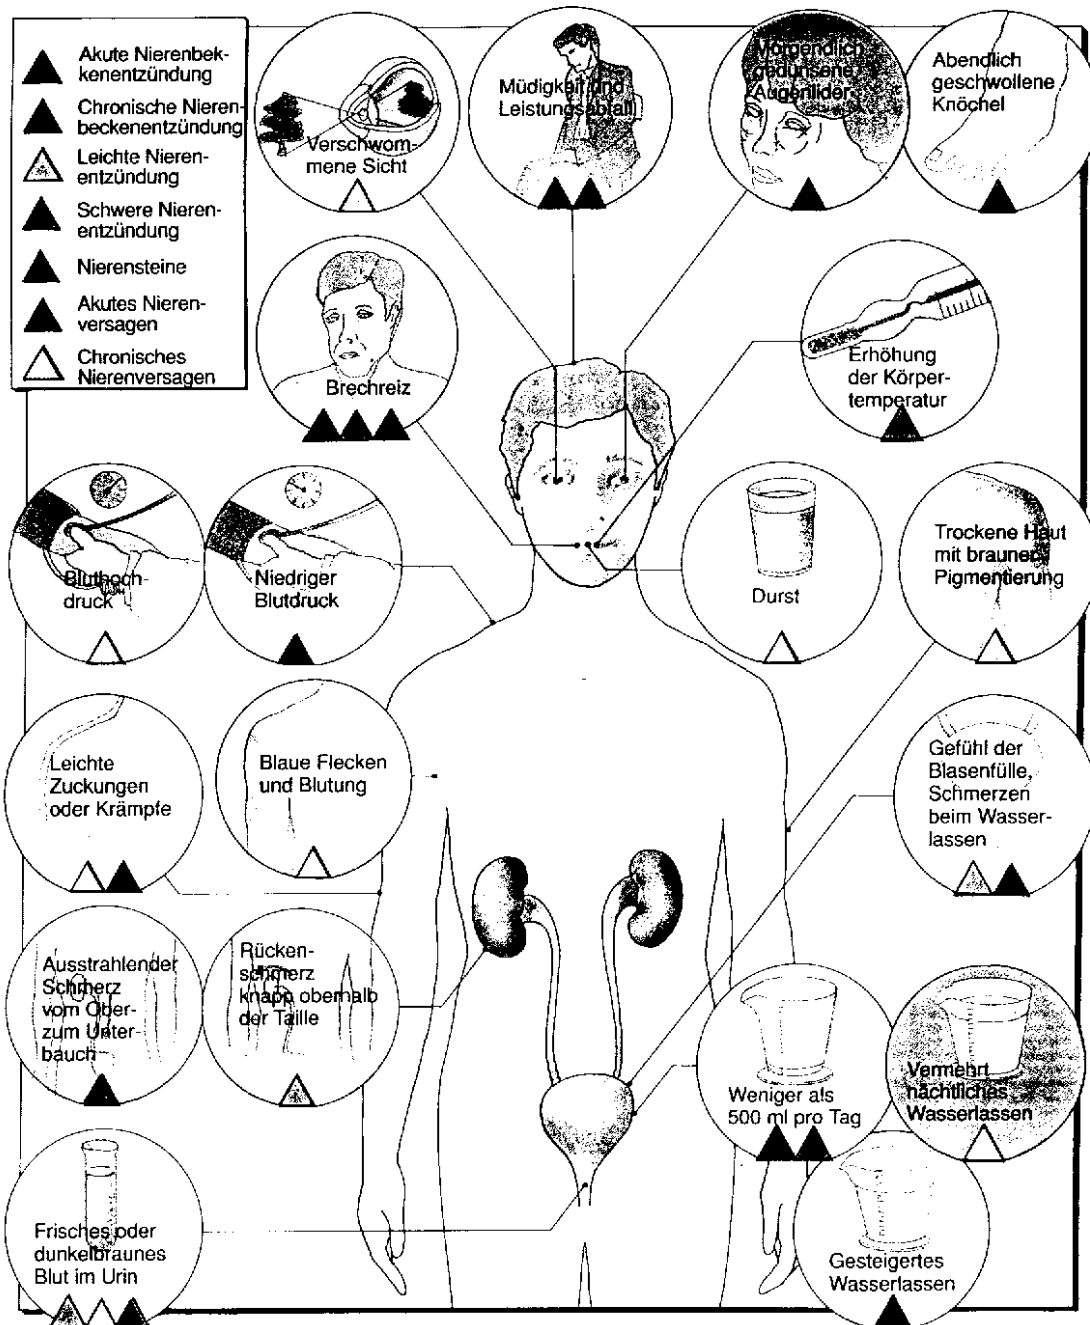 Akute Nierenbek-
kenentzündung
Chronische Nieren-
beckenentzündung
Leichte Nieren-
entzündung
Schwere Nieren-
entzündung
Nierensteine
Akutes Nieren-
versagen
Chronisches
Nierenversagen
Verschwom-
mene Sicht
Müdigkeit und
Leistungsabfall
Morgendlich
gedunsene
Augenlider
Abendlich
geschwollene
Knöchel
Brechreiz
Erhöhung
der Körper-
temperatur
Bluthoch-
druck
Niedriger
Blutdruck
Durst
Trockene Haut
mit brauner
Pigmentierung
Leichte
Zuckungen
oder Krämpfe
Blaue Flecken
und Blutung
Gefühl der
Blasenfülle,
Schmerzen
beim Wasser-
lassen
Ausstrahlender
Schmerz
vom Ober-
zum Unter-
bauch
Rücken-
schmerz
knapp oberhalb
der Taille
Weniger als
500 ml pro Tag
Vermehrt
nächtliches
Wasserlassen
Frisches oder
dunkelbraunes
Blut im Urin
Gesteigertes
Wasserlassen